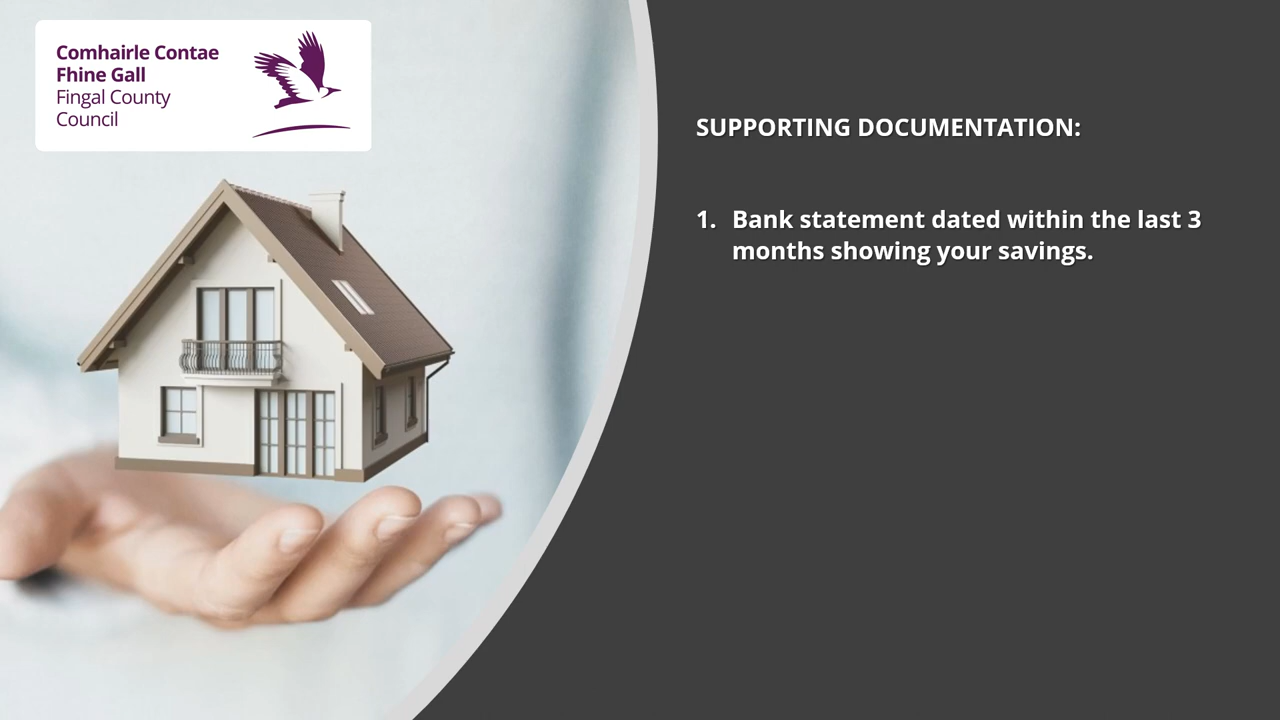 Comhairle Contae
Fhine Gall
Fingal County
Council
SUPPORTING DOCUMENTATION:
1. Bank statement dated within the last 3
months showing your savings.